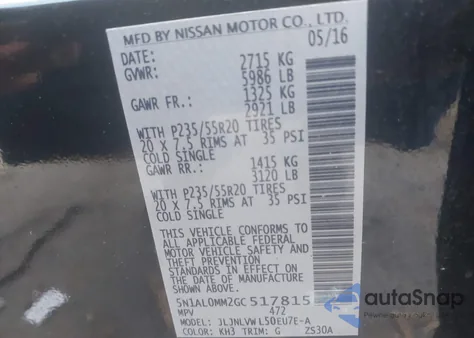 MFD BY NISSAN MOTOR CO., LTD.
DATE: 05/16
GVWR: 2715 KG
5986 LB
GAWR FR.: 1325 KG
2921 LB
WITH P235/55R20 TIRES
20 X 7.5 RIMS AT 35 PSI
COLD SINGLE
GAWR RR.: 1415 KG
3120 LB
WITH P235/55R20 TIRES
20 X 7.5 RIMS AT 35 PSI
COLD SINGLE
THIS VEHICLE CONFORMS TO
ALL APPLICABLE FEDERAL
MOTOR VEHICLE SAFETY AND
THEFT PREVENTION
STANDARDS IN EFFECT ON
THE DATE OF MANUFACTURE
SHOWN ABOVE.
5N1AL0MM2GC517815
MPV 472
MODEL: JLJNLVWL50EU7E-A
COLOR: KH3 TRIM: G ZS30A
autoSnap